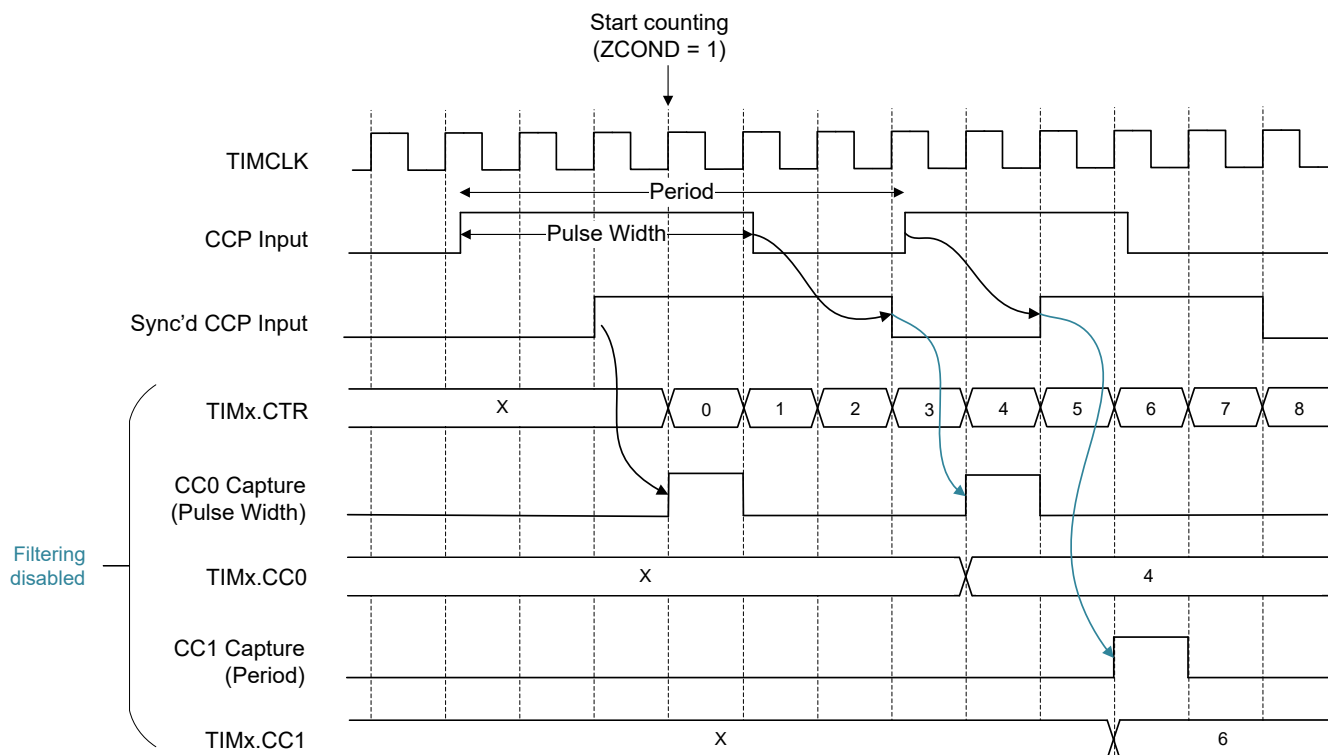 Start counting
(ZCOND = 1)
TIMCLK
Period
CCP Input
Pulse Width
Sync'd CCP Input
TIMx.CTR
X 0 1 2 3 4 5 6 7 8
CC0 Capture
(Pulse Width)
Filtering
disabled
TIMx.CC0
X 4
CC1 Capture
(Period)
TIMx.CC1
X 6